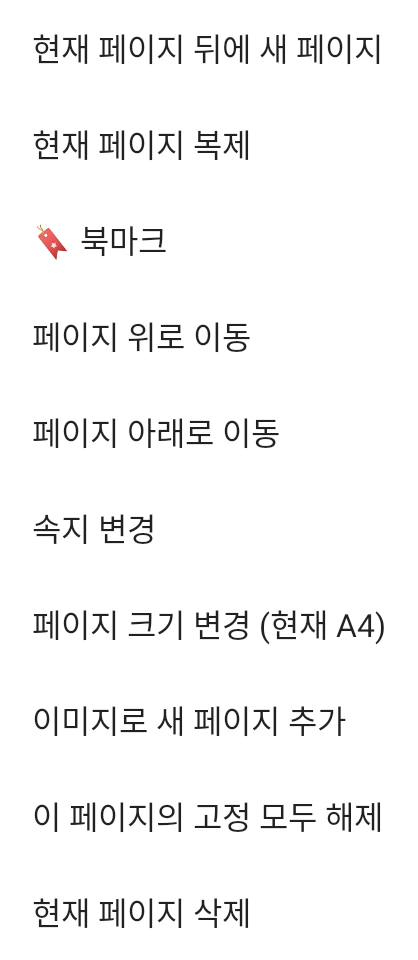 현재 페이지 뒤에 새 페이지
현재 페이지 복제
🔖 북마크
페이지 위로 이동
페이지 아래로 이동
속지 변경
페이지 크기 변경 (현재 A4)
이미지로 새 페이지 추가
이 페이지의 고정 모두 해제
현재 페이지 삭제